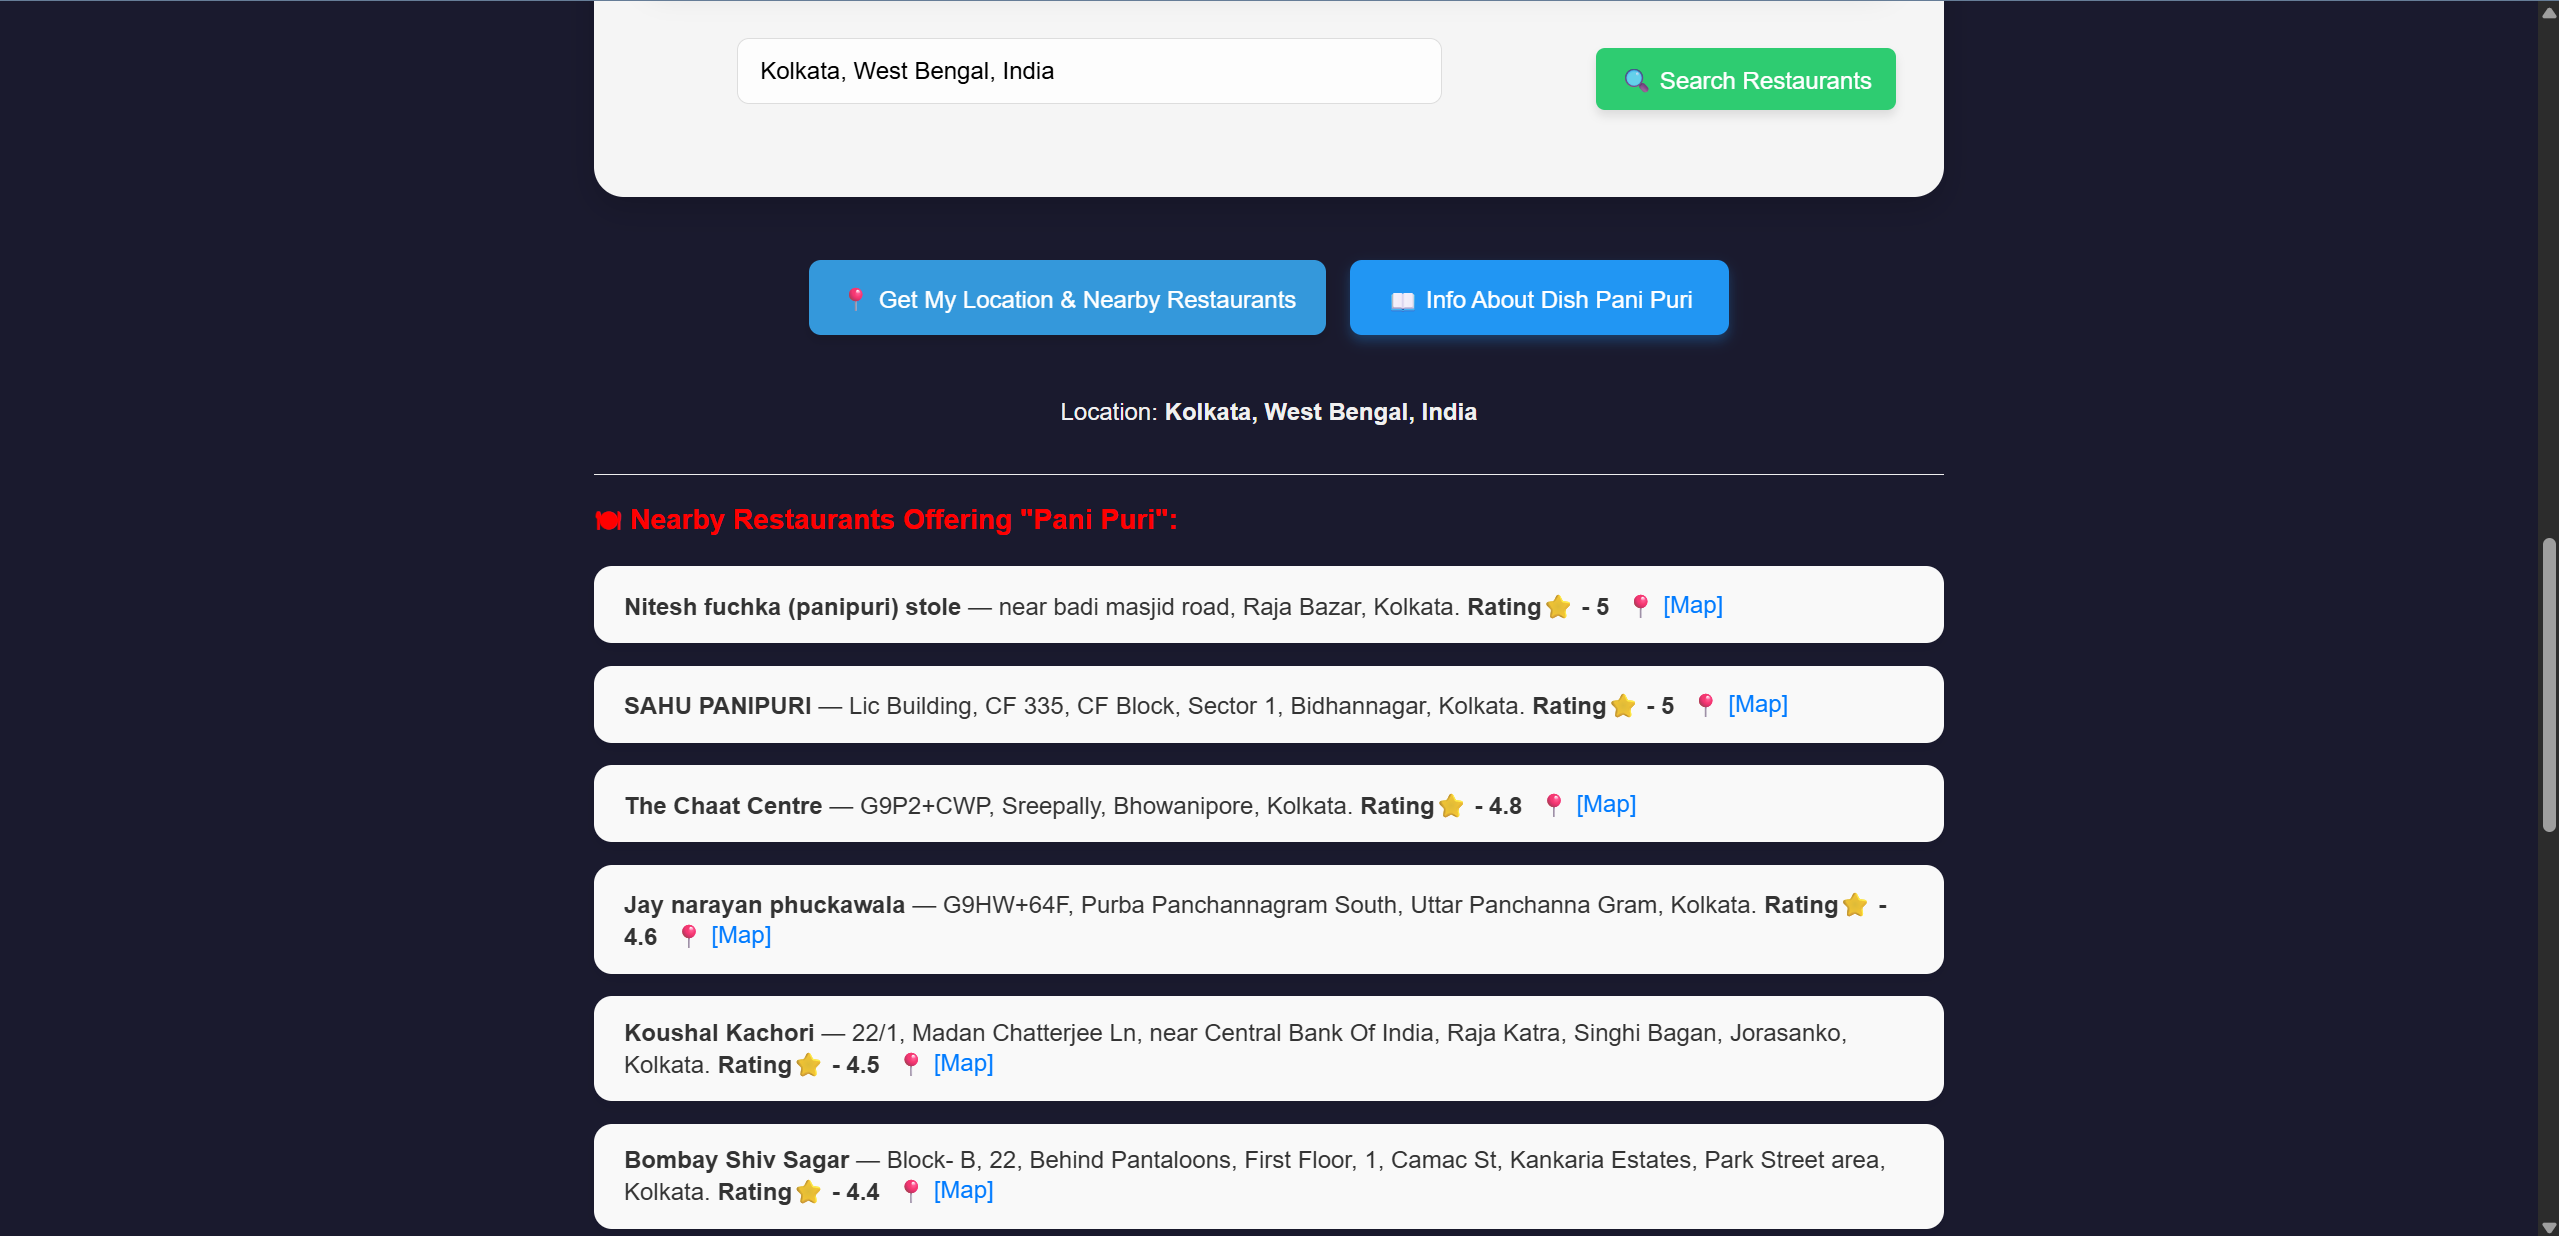 Kolkata, West Bengal, India
🔍 Search Restaurants
📍 Get My Location & Nearby Restaurants
📖 Info About Dish Pani Puri
Location: Kolkata, West Bengal, India
🍽 Nearby Restaurants Offering "Pani Puri":
Nitesh fuchka (panipuri) stole — near badi masjid road, Raja Bazar, Kolkata. Rating⭐ - 5 📍 [Map]
SAHU PANIPURI — Lic Building, CF 335, CF Block, Sector 1, Bidhannagar, Kolkata. Rating⭐ - 5 📍 [Map]
The Chaat Centre — G9P2+CWP, Sreepally, Bhowanipore, Kolkata. Rating⭐ - 4.8 📍 [Map]
Jay narayan phuckawala — G9HW+64F, Purba Panchannagram South, Uttar Panchanna Gram, Kolkata. Rating⭐ -
4.6 📍 [Map]
Koushal Kachori — 22/1, Madan Chatterjee Ln, near Central Bank Of India, Raja Katra, Singhi Bagan, Jorasanko,
Kolkata. Rating⭐ - 4.5 📍 [Map]
Bombay Shiv Sagar — Block- B, 22, Behind Pantaloons, First Floor, 1, Camac St, Kankaria Estates, Park Street area,
Kolkata. Rating⭐ - 4.4 📍 [Map]